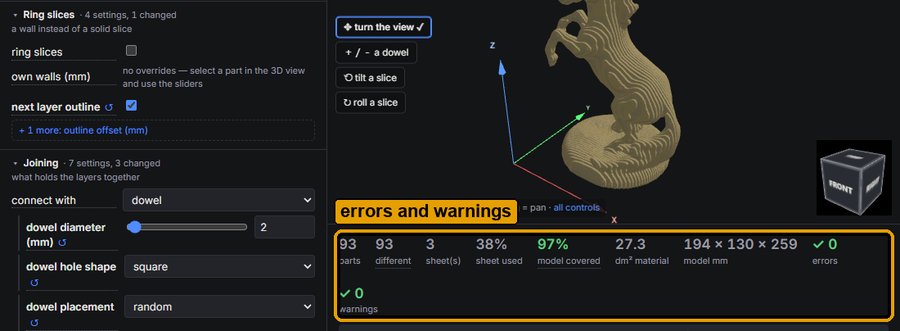 Ring slices · 4 settings, 1 changed
a wall instead of a solid slice
ring slices
own walls (mm)
no overrides — select a part in the 3D view and use the sliders
next layer outline ↺
+ 1 more: outline offset (mm)
Joining · 7 settings, 3 changed
what holds the layers together
connect with
dowel
dowel diameter (mm) ↺
2
dowel hole shape ↺
square
dowel placement ↺
random
✥ turn the view ✓
+ / - a dowel
⟲ tilt a slice
↻ roll a slice
Z
Y
X
FRONT
= pan · all controls
errors and warnings
93
parts
93
different
3
sheet(s)
38%
sheet used
97%
model covered
27.3
dm² material
194 × 130 × 259
model mm
✓ 0
errors
✓ 0
warnings